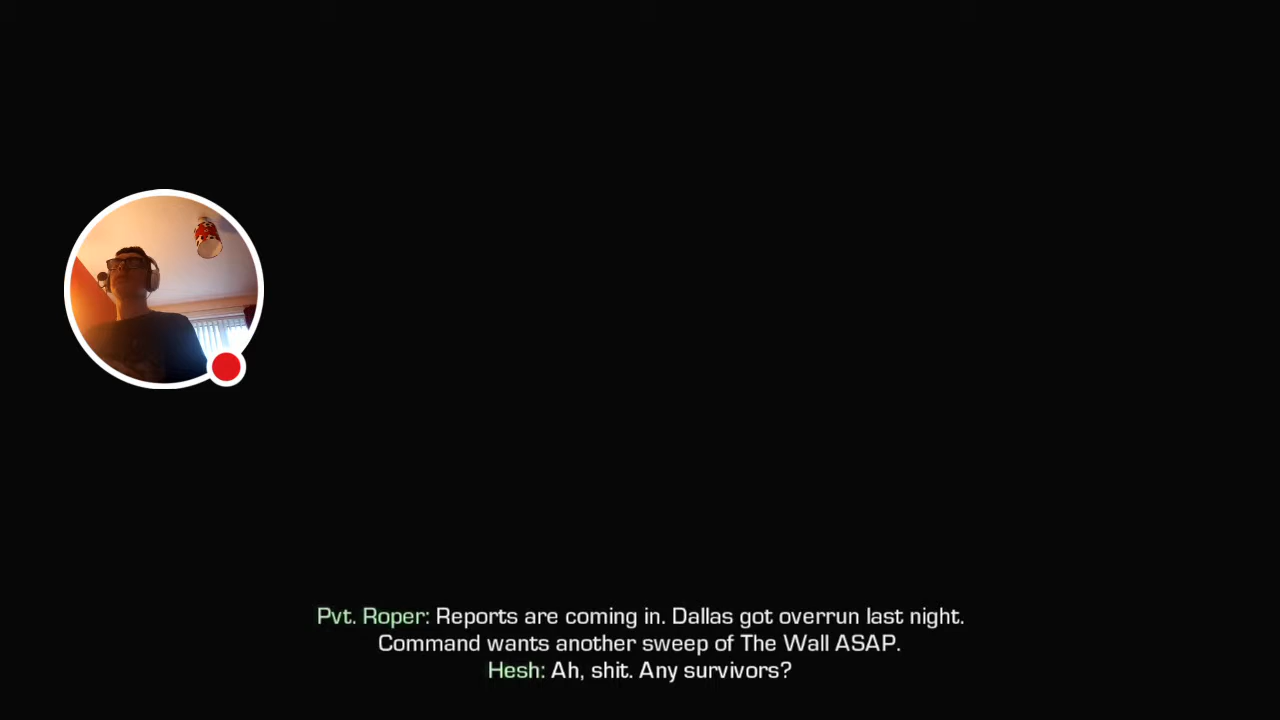 Pvt. Roper: Reports are coming in. Dallas got overrun last night.
Command wants another sweep of The Wall ASAP.
Hesh: Ah, shit. Any survivors?